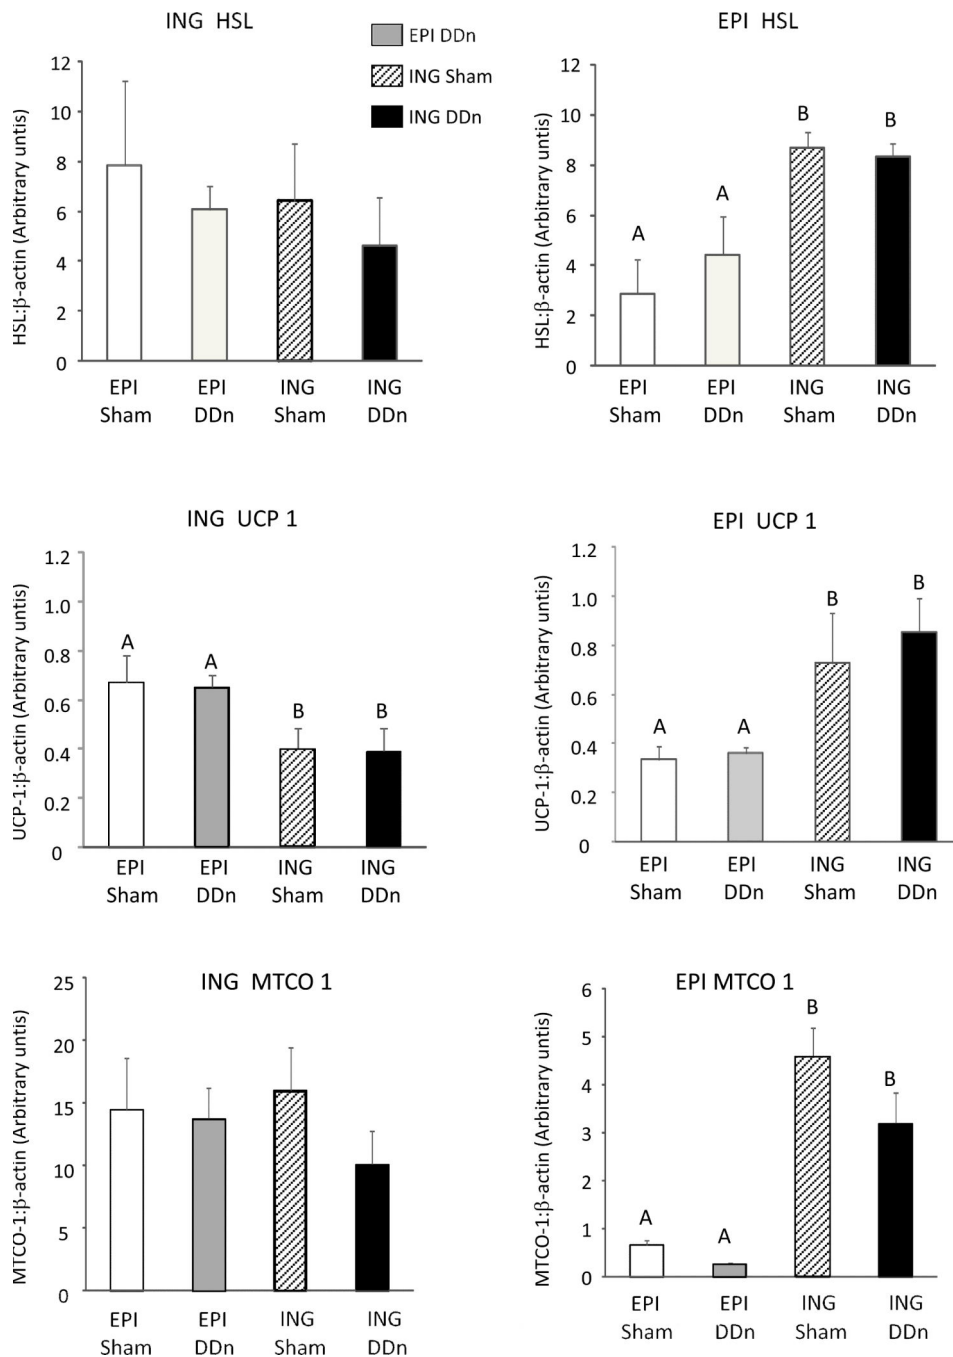 ING HSL
EPI DDn
ING Sham
ING DDn
HSL:β-actin (Arbitrary untis)
12
10
8
6
4
2
0
EPI Sham
EPI DDn
ING Sham
ING DDn
EPI HSL
HSL:β-actin (Arbitrary untis)
12
10
8
6
4
2
0
A
A
B
B
EPI Sham
EPI DDn
ING Sham
ING DDn
ING UCP 1
UCP-1:β-actin (Arbitrary untis)
1.2
1.0
0.8
0.6
0.4
0.2
0
A
A
B
B
EPI Sham
EPI DDn
ING Sham
ING DDn
EPI UCP 1
UCP-1:β-actin (Arbitrary untis)
1.2
1.0
0.8
0.6
0.4
0.2
0
A
A
B
B
EPI Sham
EPI DDn
ING Sham
ING DDn
ING MTCO 1
MTCO-1:β-actin (Arbitrary untis)
25
20
15
10
5
0
EPI Sham
EPI DDn
ING Sham
ING DDn
EPI MTCO 1
MTCO-1:β-actin (Arbitrary untis)
6
5
4
3
2
1
0
A
A
B
B
EPI Sham
EPI DDn
ING Sham
ING DDn